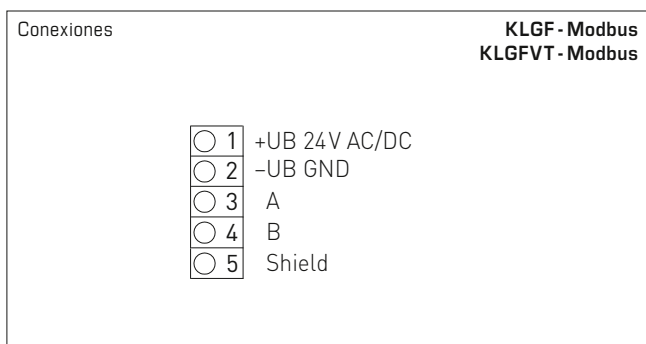 Conexiones
KLGF - Modbus
KLGFVT - Modbus
1 +UB 24V AC/DC
2 –UB GND
3 A
4 B
5 Shield